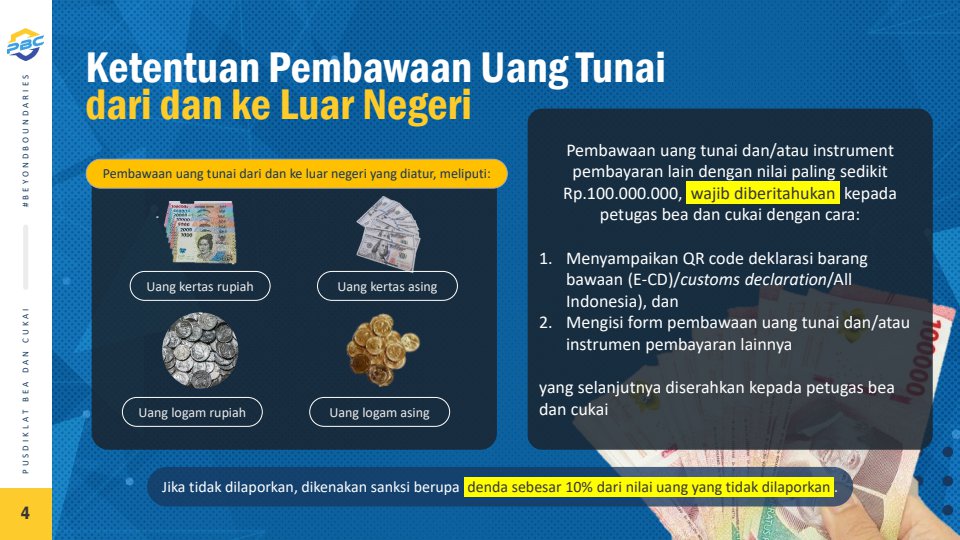 PBC
#BEYONDBOUNDARIES
PUSDIKLAT BEA DAN CUKAI
4
Ketentuan Pembawaan Uang Tunai
dari dan ke Luar Negeri
Pembawaan uang tunai dari dan ke luar negeri yang diatur, meliputi:
Uang kertas rupiah
Uang kertas asing
Uang logam rupiah
Uang logam asing
Pembawaan uang tunai dan/atau instrument
pembayaran lain dengan nilai paling sedikit
Rp.100.000.000, wajib diberitahukan kepada
petugas bea dan cukai dengan cara:
1. Menyampaikan QR code deklarasi barang
bawaan (E-CD)/customs declaration/All
Indonesia), dan
2. Mengisi form pembawaan uang tunai dan/atau
instrumen pembayaran lainnya
yang selanjutnya diserahkan kepada petugas bea
dan cukai
100000
Jika tidak dilaporkan, dikenakan sanksi berupa denda sebesar 10% dari nilai uang yang tidak dilaporkan.